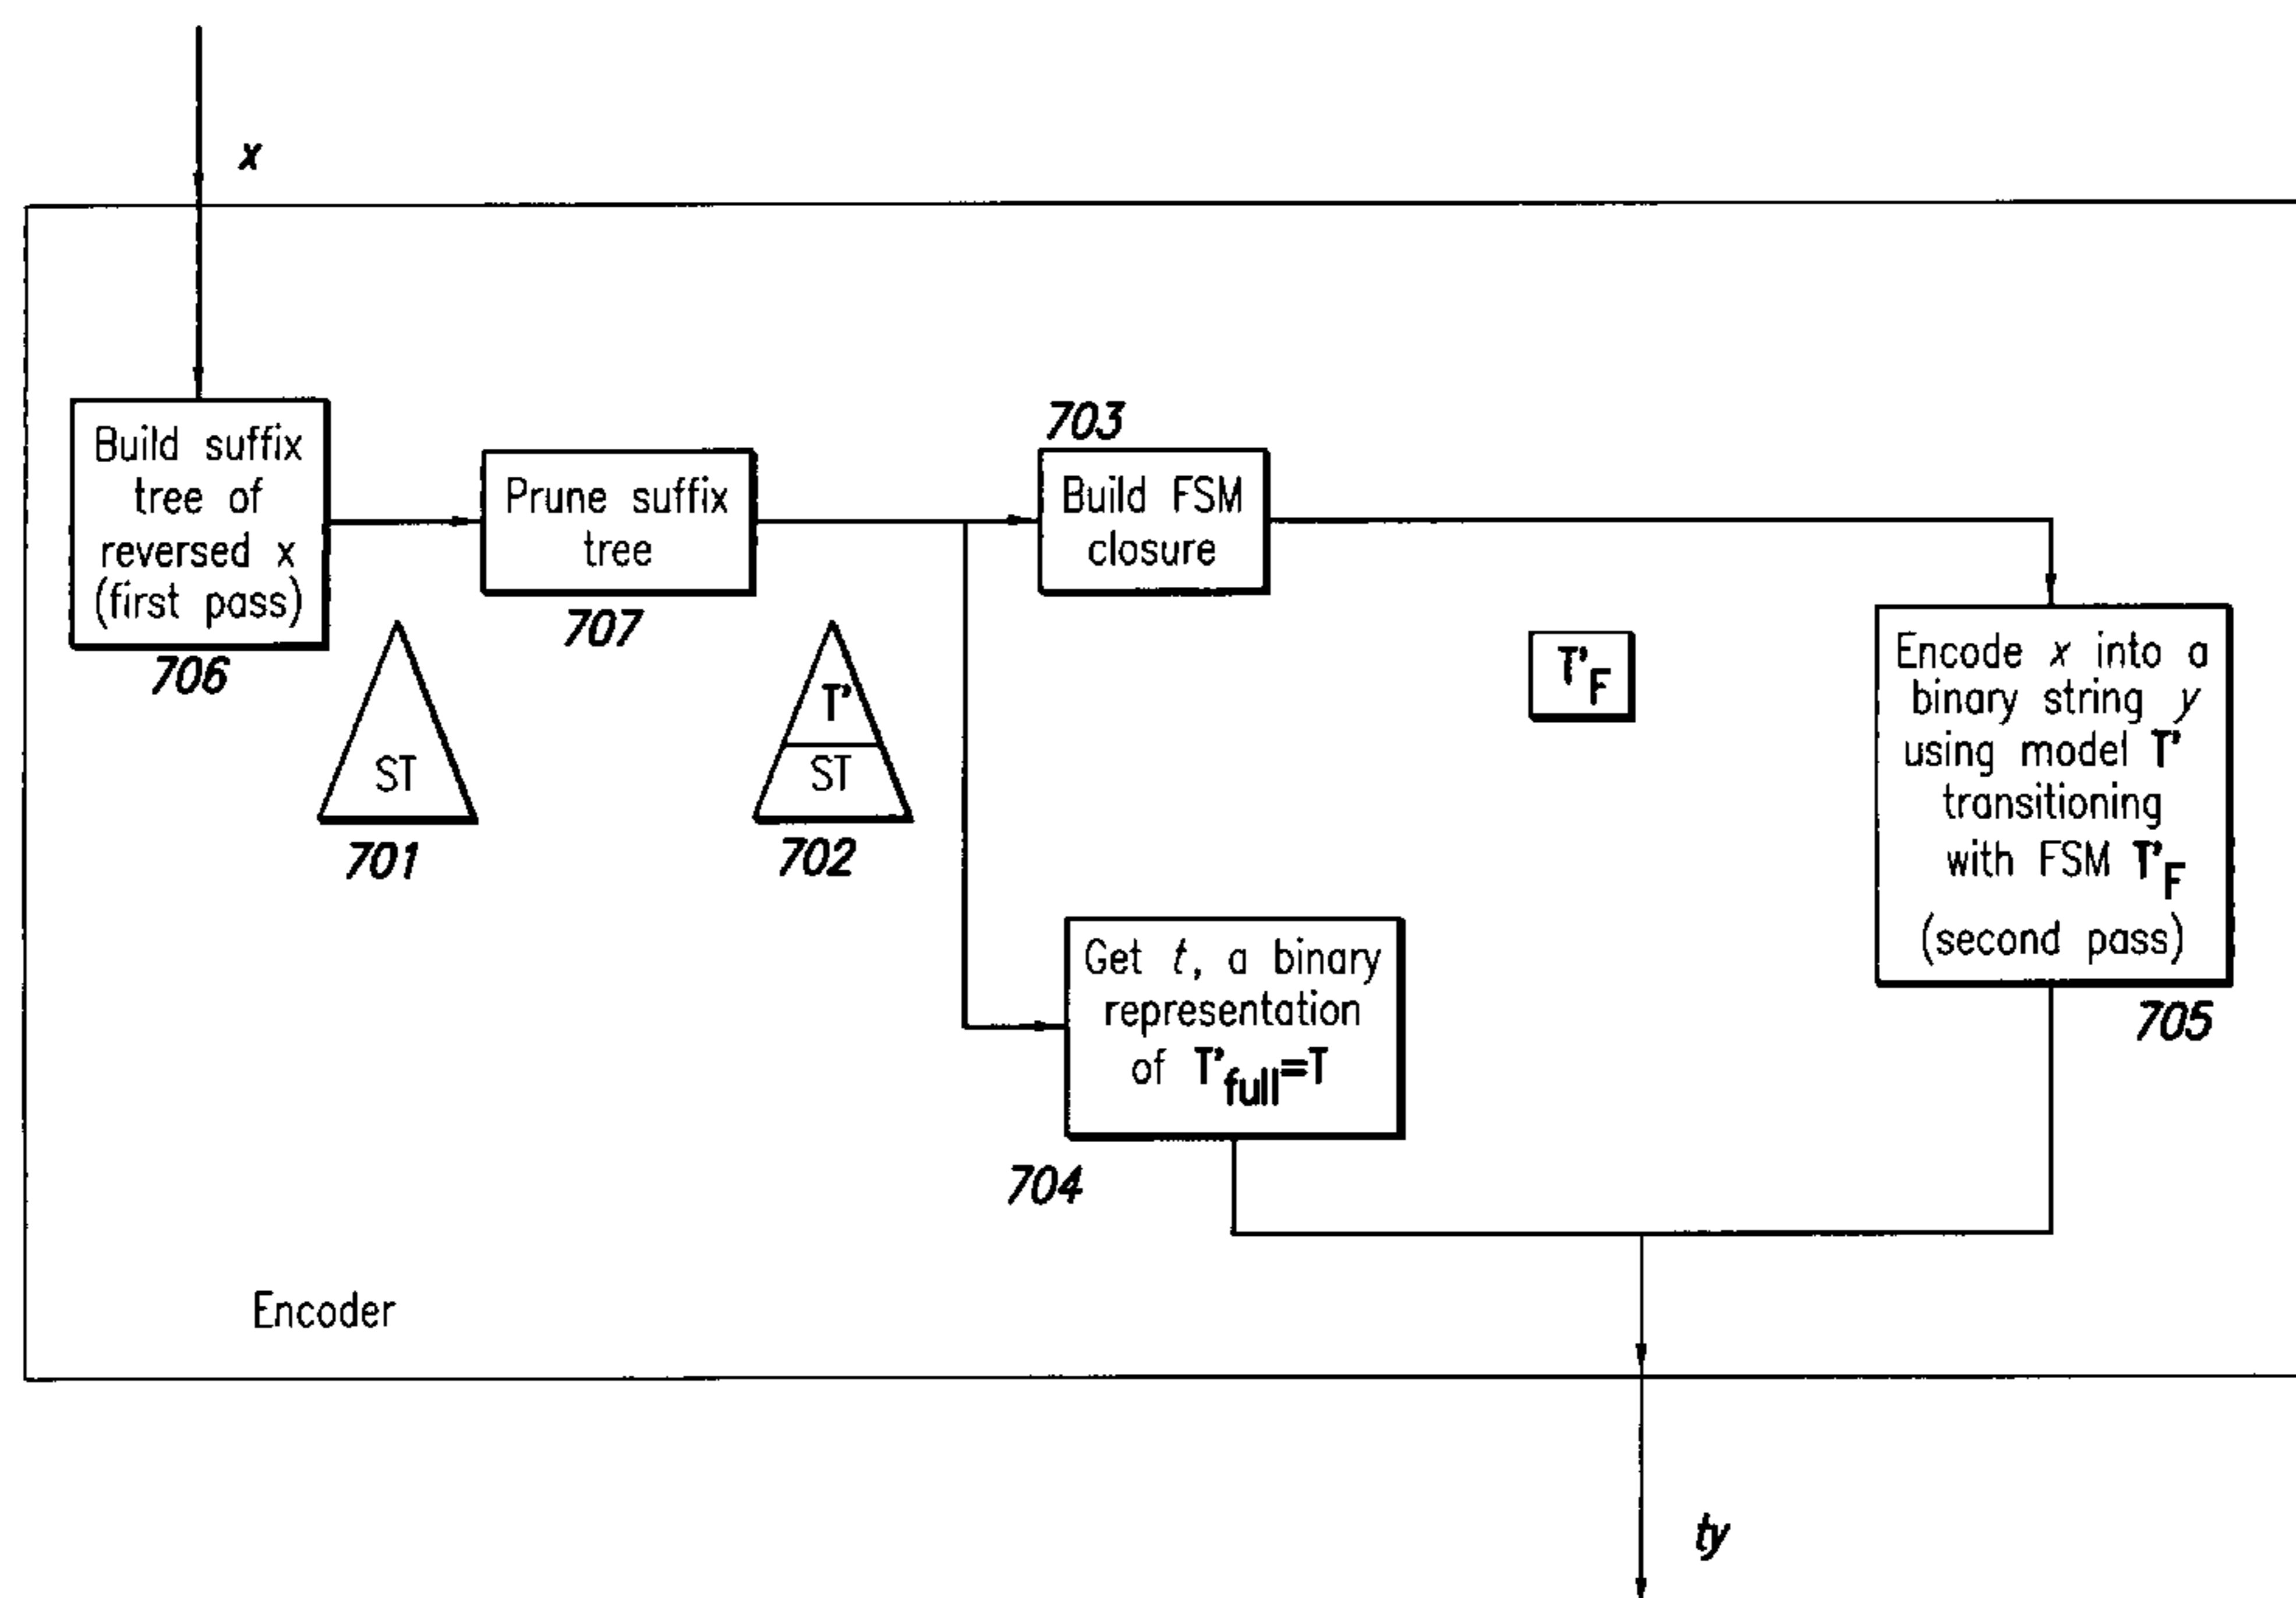 x
Build suffix
tree of
reversed x
(first pass)
706
Prune suffix
tree
707
703
Build FSM
closure
ST
701
T'
ST
702
T'F
Encode x into a
binary string y
using model T'
transitioning
with FSM T'F
(second pass)
705
Get t, a binary
representation
of T'full=T
704
Encoder
ty